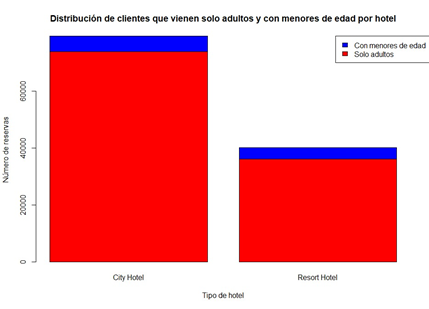 Distribución de clientes que vienen solo adultos y con menores de edad por hotel
Con menores de edad
Solo adultos
Número de reservas
60000
40000
20000
0
City Hotel
Resort Hotel
Tipo de hotel